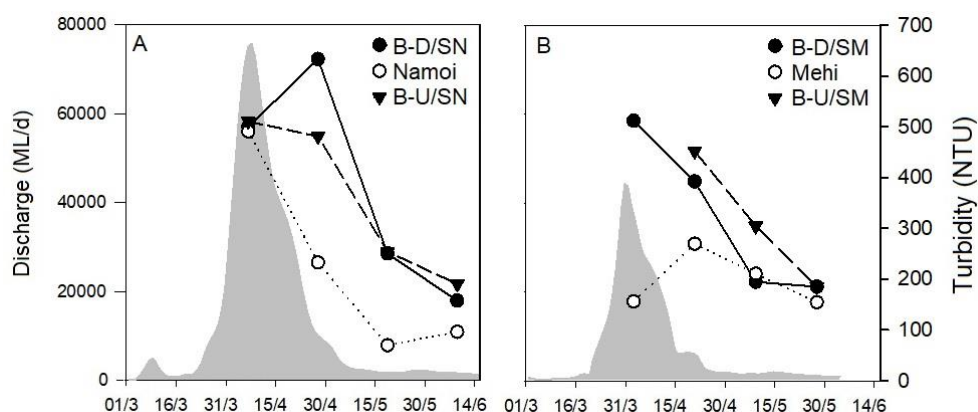 80000
60000
40000
20000
0
Discharge (ML/d)
A
B-D/SN
Namoi
B-U/SN
01/3 16/3 31/3 15/4 30/4 15/5 30/5 14/6
B
B-D/SM
Mehi
B-U/SM
01/3 16/3 31/3 15/4 30/4 15/5 30/5 14/6
700
600
500
400
300
200
100
0
Turbidity (NTU)